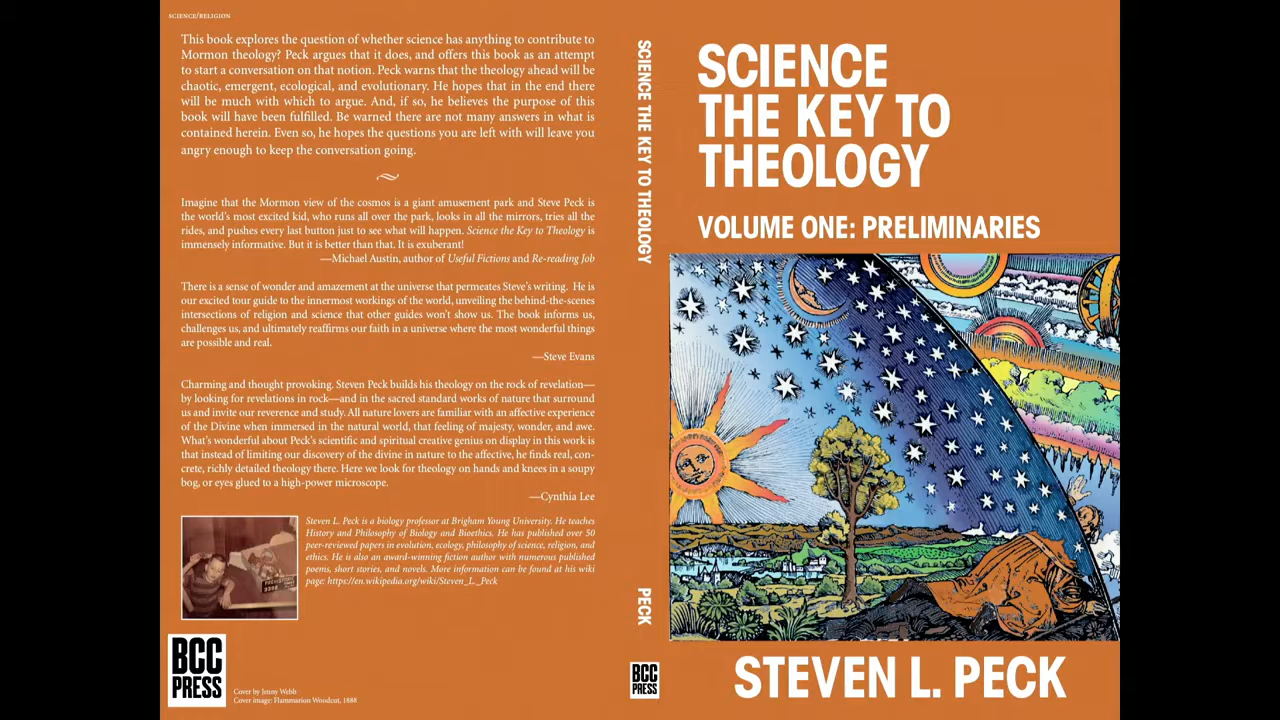 SCIENCE/RELIGION
This book explores the question of whether science has anything to contribute to
Mormon theology? Peck argues that it does, and offers this book as an attempt
to start a conversation on that notion. Peck warns that the theology ahead will be
chaotic, emergent, ecological, and evolutionary. He hopes that in the end there
will be much with which to argue. And, if so, he believes the purpose of this
book will have been fulfilled. Be warned there are not many answers in what is
contained herein. Even so, he hopes the questions you are left with will leave you
angry enough to keep the conversation going.
Imagine that the Mormon view of the cosmos is a giant amusement park and Steve Peck is
the world's most excited kid, who runs all over the park, looks in all the mirrors, tries all the
rides, and pushes every last button just to see what will happen. Science the Key to Theology is
immensely informative. But it is better than that. It is exuberant!
—Michael Austin, author of Useful Fictions and Re-reading Job
There is a sense of wonder and amazement at the universe that permeates Steve's writing. He is
our excited tour guide to the innermost workings of the world, unveiling the behind-the-scenes
intersections of religion and science that other guides won't show us. The book informs us,
challenges us, and ultimately reaffirms our faith in a universe where the most wonderful things
are possible and real.
—Steve Evans
Charming and thought provoking. Steven Peck builds his theology on the rock of revelation—
by looking for revelations in rock—and in the sacred standard works of nature that surround
us and invite our reverence and study. All nature lovers are familiar with an affective experience
of the Divine when immersed in the natural world, that feeling of majesty, wonder, and awe.
What's wonderful about Peck's scientific and spiritual creative genius on display in this work is
that instead of limiting our discovery of the divine in nature to the affective, he finds real, con-
crete, richly detailed theology there. Here we look for theology on hands and knees in a soupy
bog, or eyes glued to a high-power microscope.
—Cynthia Lee
Steven L. Peck is a biology professor at Brigham Young University. He teaches
History and Philosophy of Biology and Bioethics. He has published over 50
peer-reviewed papers in evolution, ecology, philosophy of science, religion, and
ethics. He is also an award-winning fiction author with numerous published
poems, short stories, and novels. More information can be found at his wiki
page: https://en.wikipedia.org/wiki/Steven_L._Peck
BCC
PRESS
Cover by Jenny Webb
Cover image: Flammarion Woodcut, 1888
SCIENCE THE KEY TO THEOLOGY
PECK
BCC
PRESS
SCIENCE
THE KEY TO
THEOLOGY
VOLUME ONE: PRELIMINARIES
STEVEN L. PECK